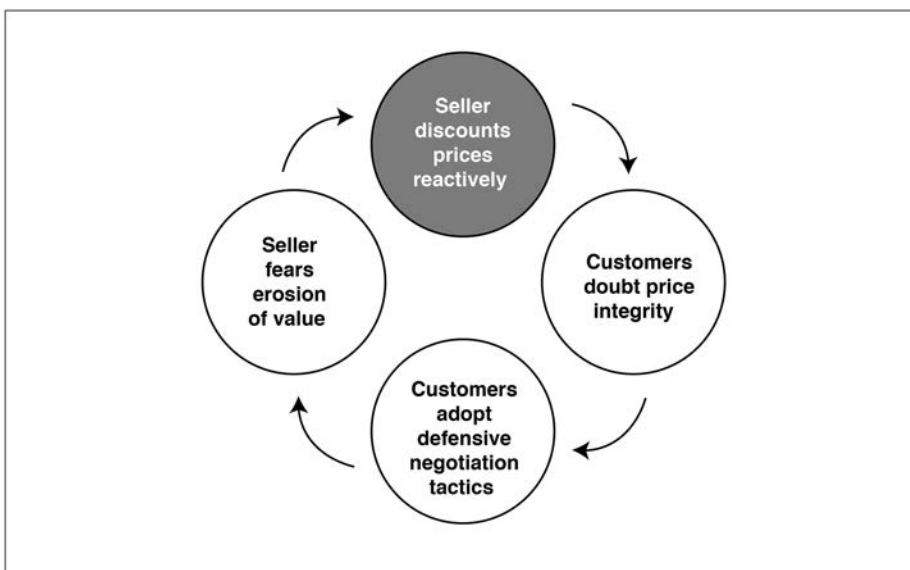 Seller
discounts
prices
reactively
Customers
doubt price
integrity
Customers
adopt
defensive
negotiation
tactics
Seller
fears
erosion
of value